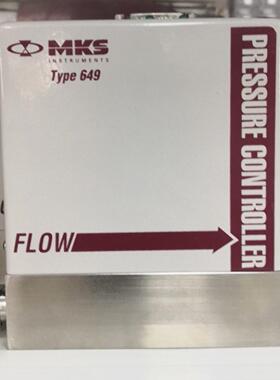 MKS
INSTRUMENTS
Type 649
PRESSURE CONTROLLER
FLOW